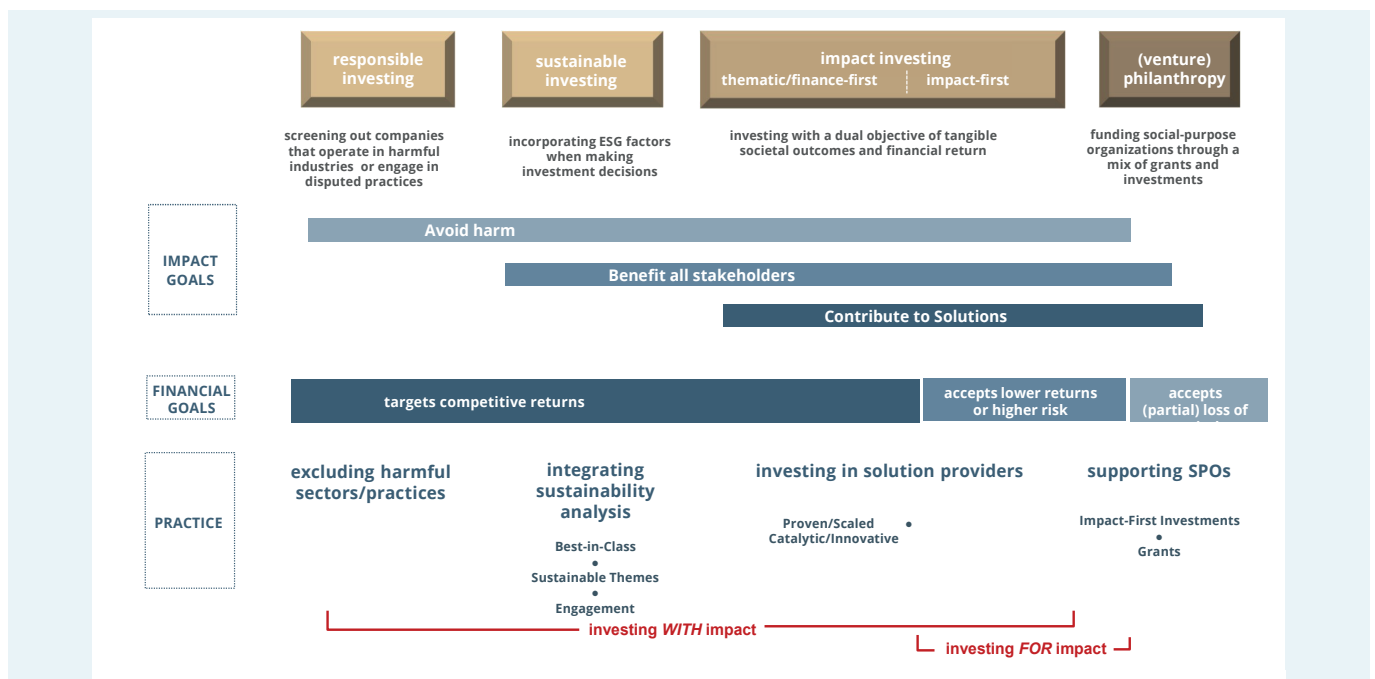 responsible
investing
sustainable
investing
impact investing
thematic/finance-first
impact-first
(venture)
philanthropy
screening out companies
that operate in harmful
industries or engage in
disputed practices
incorporating ESG factors
when making
investment decisions
investing with a dual objective of tangible
societal outcomes and financial return
funding social-purpose
organizations through a
mix of grants and
investments
IMPACT
GOALS
Avoid harm
Benefit all stakeholders
Contribute to Solutions
FINANCIAL
GOALS
targets competitive returns
accepts lower returns
or higher risk
accepts
(partial) loss of
PRACTICE
excluding harmful
sectors/practices
integrating
sustainability
analysis
Best-in-Class
•
Sustainable Themes
•
Engagement
investing in solution providers
Proven/Scaled •
Catalytic/Innovative
supporting SPOs
Impact-First Investments
•
Grants
investing WITH impact
investing FOR impact